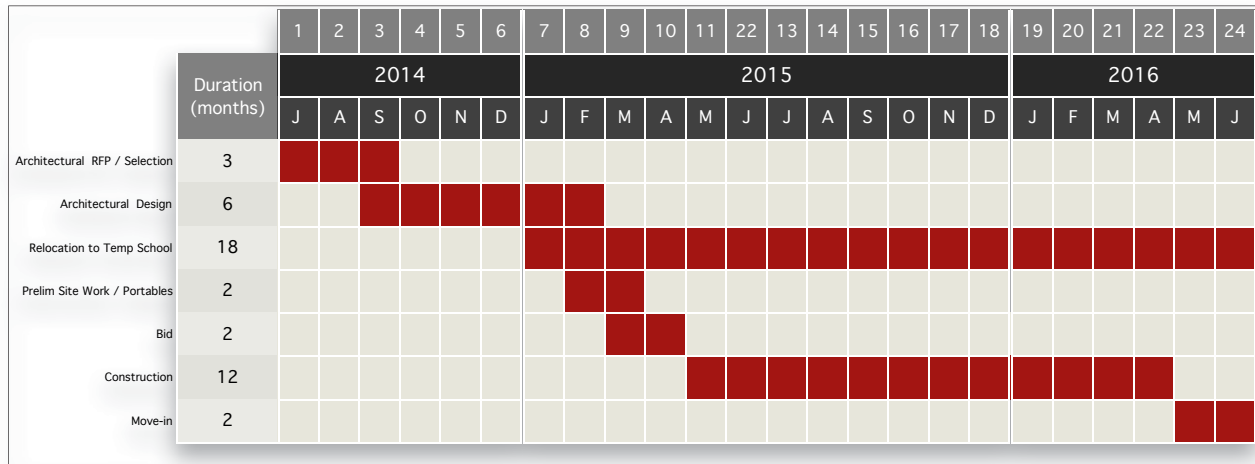 1 2 3 4 5 6 7 8 9 10 11 22 13 14 15 16 17 18 19 20 21 22 23 24
Duration (months) 2014 2015 2016
J A S O N D J F M A M J J A S O N D J F M A M J
Architectural RFP / Selection 3
Architectural Design 6
Relocation to Temp School 18
Prelim Site Work / Portables 2
Bid 2
Construction 12
Move-in 2